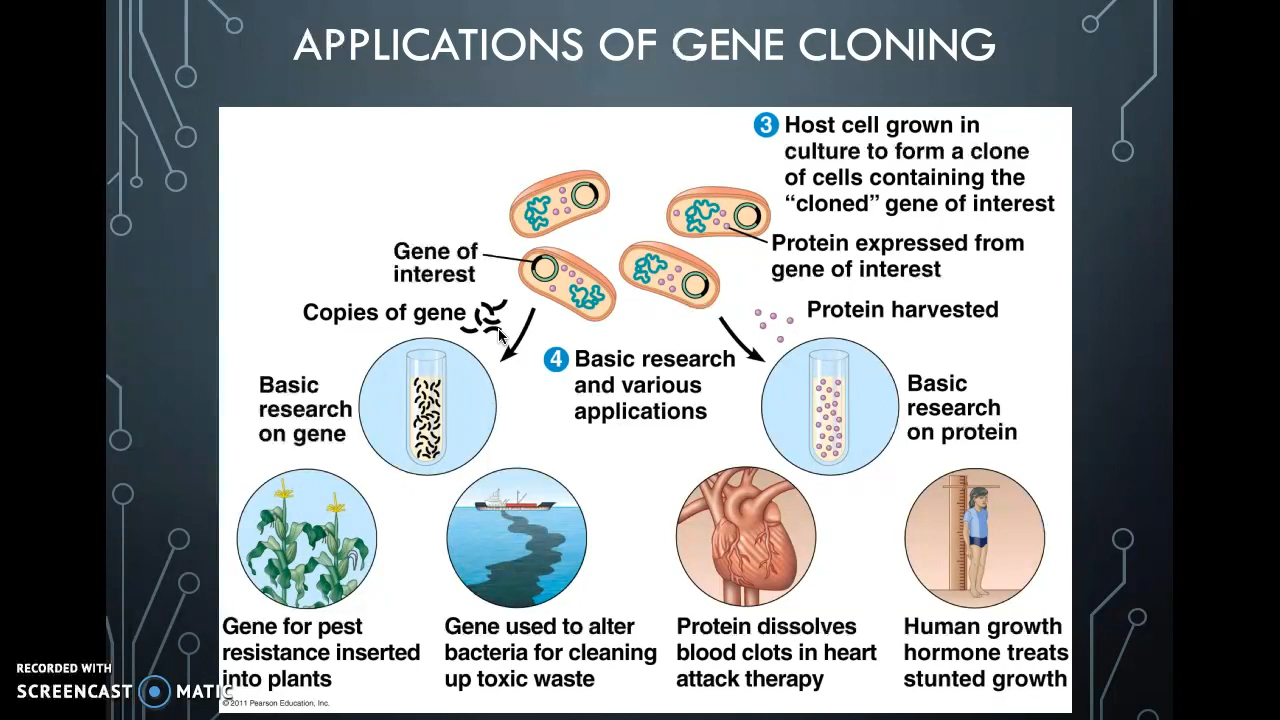 APPLICATIONS OF GENE CLONING
3 Host cell grown in
culture to form a clone
of cells containing the
“cloned” gene of interest
Gene of
interest
Protein expressed from
gene of interest
Copies of gene
Protein harvested
4 Basic research
and various
applications
Basic
research
on gene
Basic
research
on protein
Gene for pest
resistance inserted
into plants
Gene used to alter
bacteria for cleaning
up toxic waste
Protein dissolves
blood clots in heart
attack therapy
Human growth
hormone treats
stunted growth
© 2011 Pearson Education, Inc.
RECORDED WITH
SCREENCAST MATIC